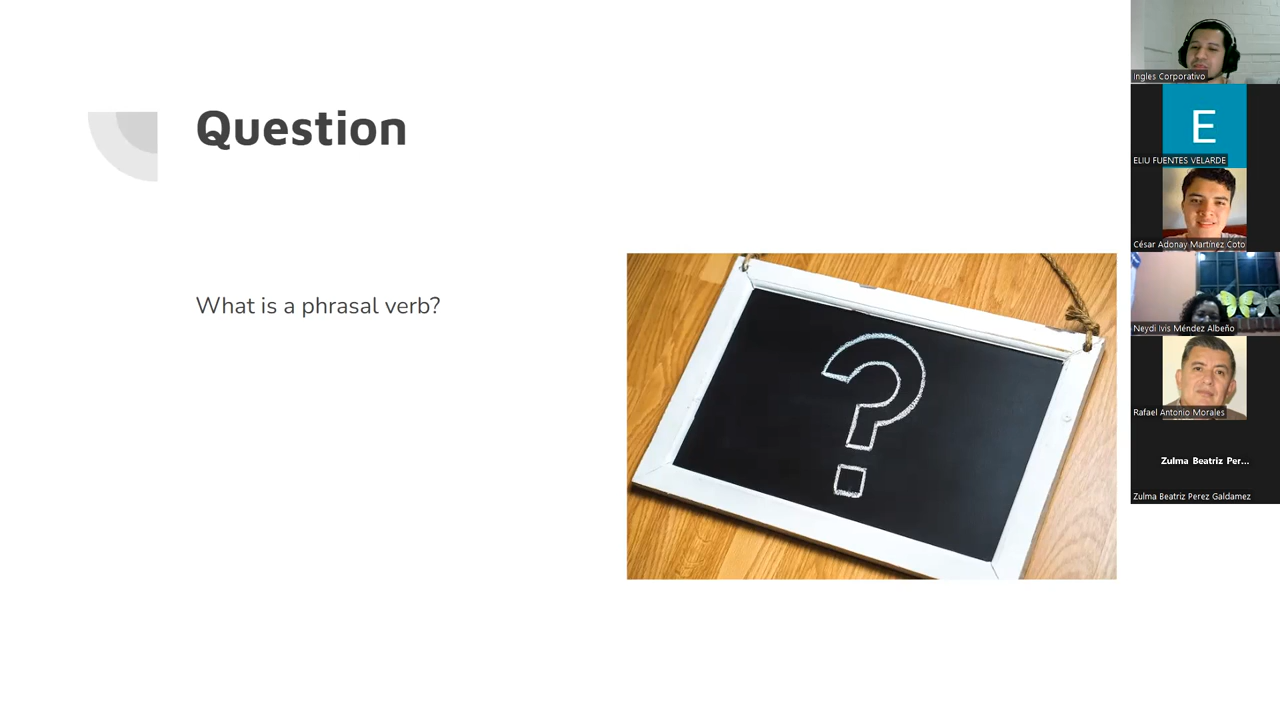 Question
What is a phrasal verb?
?
Ingles Corporativo
E
ELIU FUENTES VELARDE
César Adonay Martínez Coto
Neydi Ivis Méndez Albeño
Rafael Antonio Morales
Zulma Beatriz Per...
Zulma Beatriz Perez Galdamez